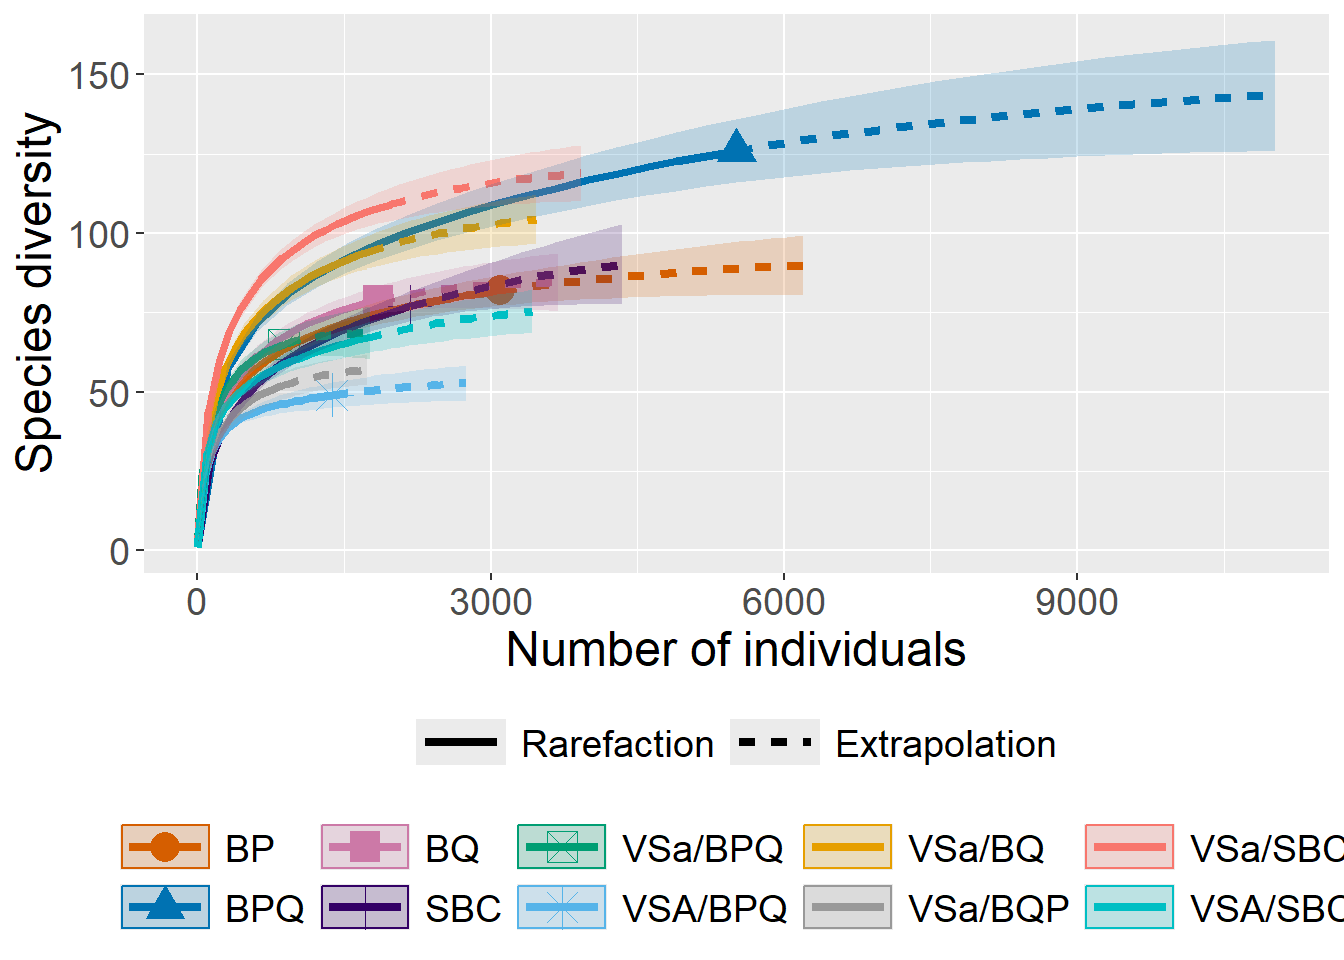 Species diversity
150
100
50
0
0 3000 6000 9000
Number of individuals
Rarefaction Extrapolation
BP BQ VSa/BPQ VSa/BQ VSa/SBC
BPQ SBC VSA/BPQ VSa/BQP VSA/SBC